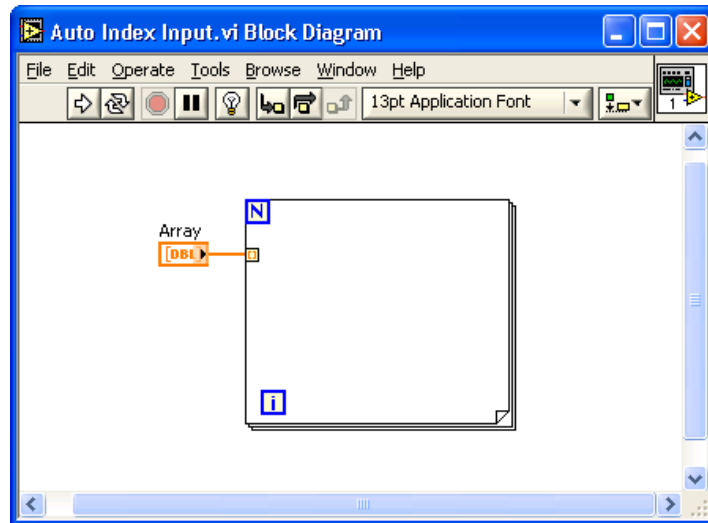 Auto Index Input.vi Block Diagram
File Edit Operate Tools Browse Window Help
13pt Application Font
1
N
Array
[DBL]
i